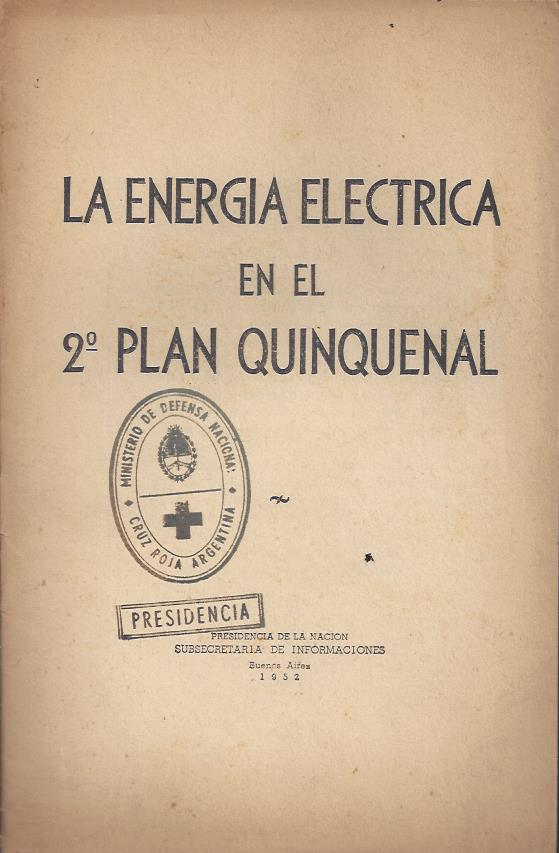 LA ENERGIA ELECTRICA
EN EL
2º PLAN QUINQUENAL
MINISTERIO DE DEFENSA NACIONAL
CRUZ ROJA ARGENTINA
PRESIDENCIA
PRESIDENCIA DE LA NACION
SUBSECRETARIA DE INFORMACIONES
Buenos Aires
1952